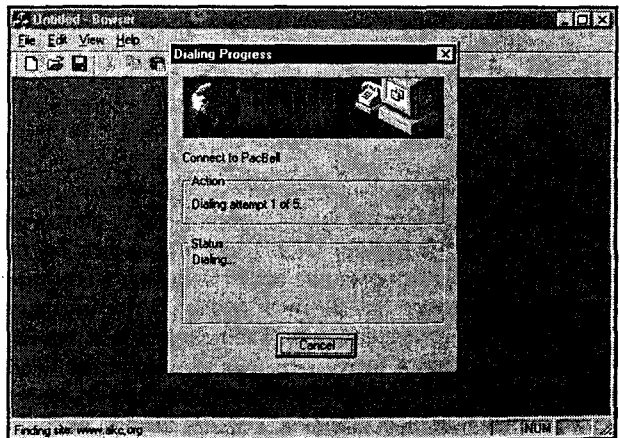 Untitled - Bowser
File Edit View Help
Dialing Progress
Connect to PacBell
Action
Dialing attempt 1 of 5.
Status
Dialing...
Cancel
Finding site: www.akc.org
NUM